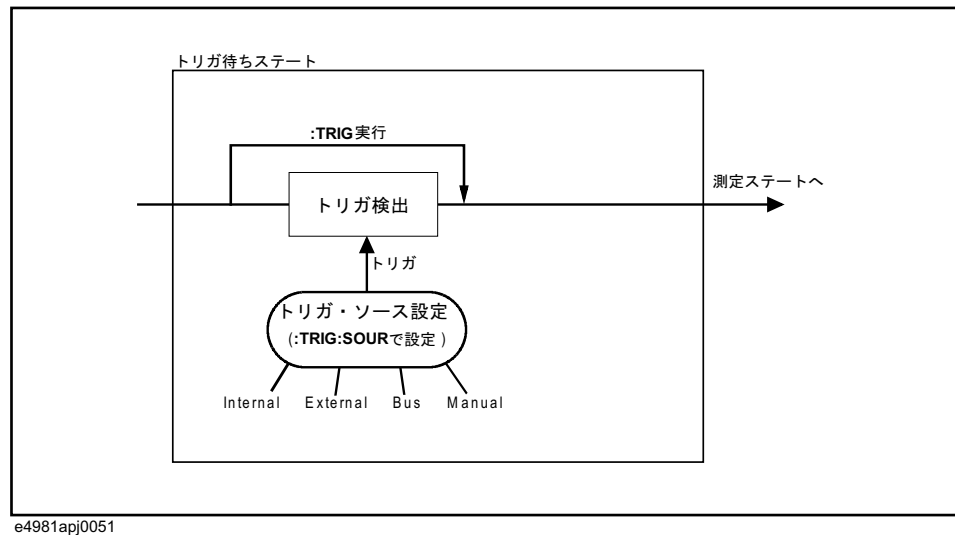 トリガ待ちステート
:TRIG実行
測定ステートへ
トリガ検出
トリガ
トリガ・ソース設定
(:TRIG:SOURで設定 )
Internal External Bus Manual
e4981apj0051